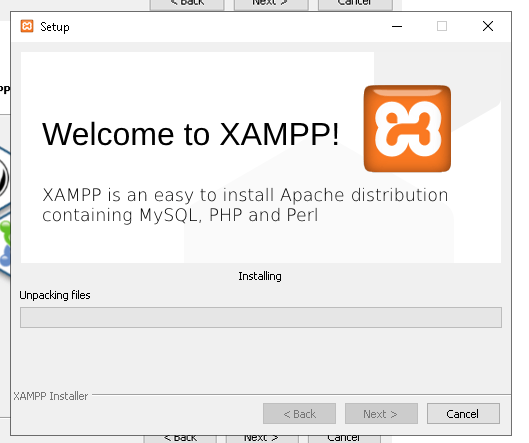 < Back Next > Cancel
Setup
pp
Welcome to XAMPP!
XAMPP is an easy to install Apache distribution
containing MySQL, PHP and Perl
Installing
Unpacking files
XAMPP Installer
< Back Next > Cancel
< Back Next > Cancel